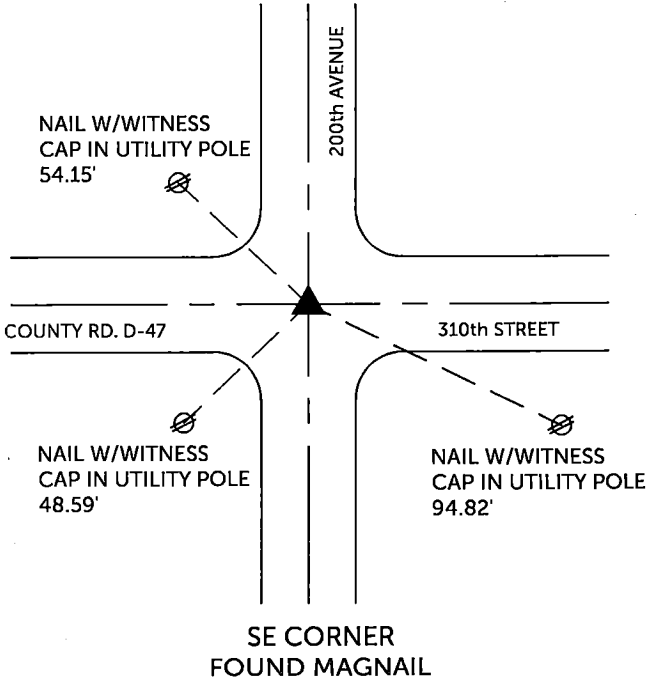 200th AVENUE
NAIL W/WITNESS
CAP IN UTILITY POLE
54.15'
COUNTY RD. D-47
310th STREET
NAIL W/WITNESS
CAP IN UTILITY POLE
48.59'
NAIL W/WITNESS
CAP IN UTILITY POLE
94.82'
SE CORNER
FOUND MAGNAIL